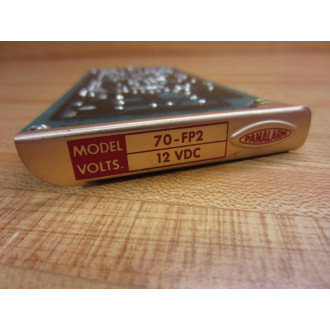 MODEL 70-FP2
VOLTS. 12 VDC
PANALARM